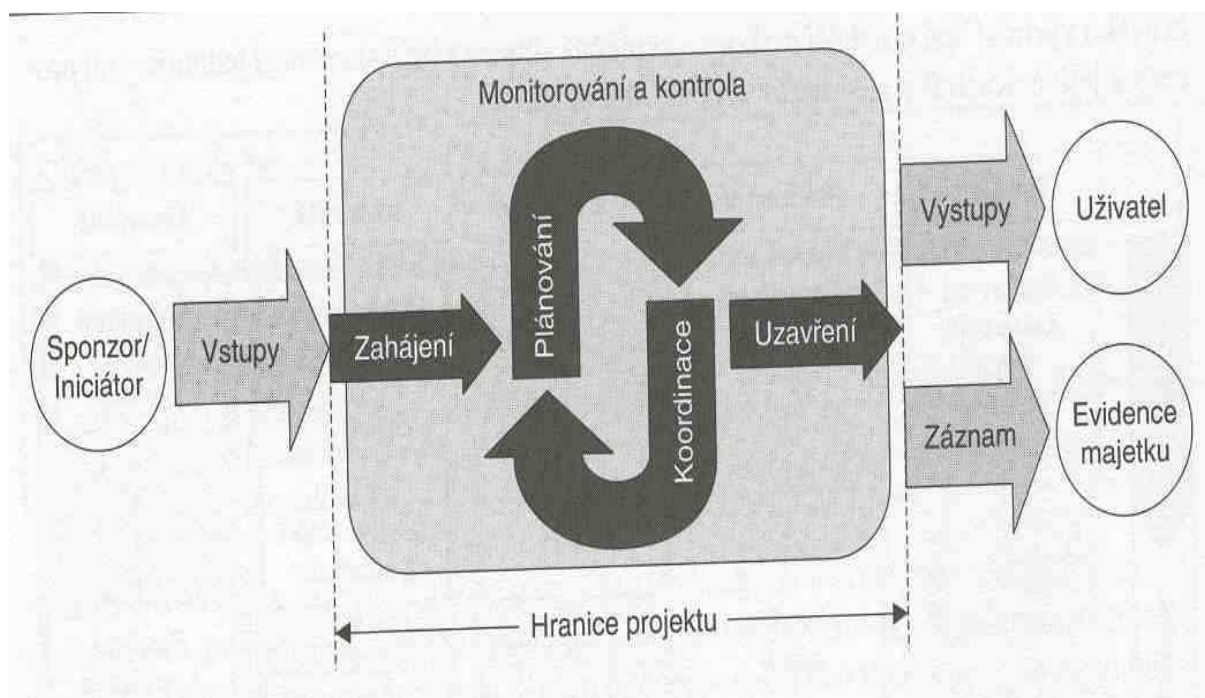 Monitorování a kontrola
Sponzor/
Iniciátor
Vstupy
Zahájení
Plánování
Koordinace
Uzavření
Výstupy
Uživatel
Záznam
Evidence
majetku
Hranice projektu